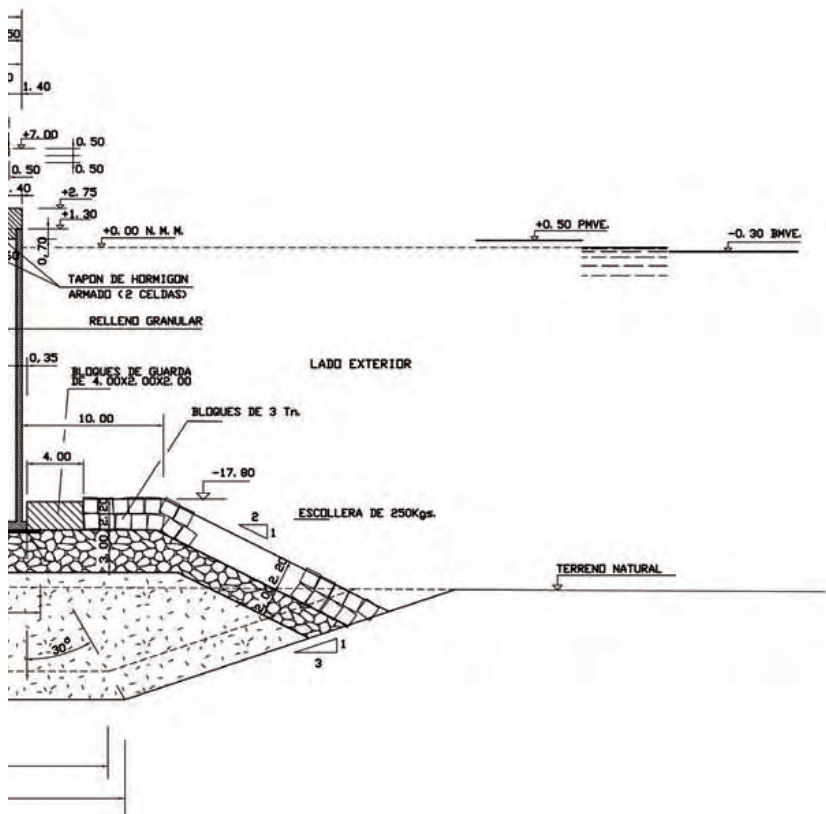 1.40
+7.00
0.50
0.50
0.50
+2.75
+1.30
+0.00 N.M.M.
+0.50 PMVE.
-0.30 BMVE.
0,70
TAPON DE HORMIGON
ARMADO (2 CELDAS)
RELLENO GRANULAR
0,35
LADO EXTERIOR
BLOQUES DE GUARDA
DE 4.00X2.00X2.00
BLOQUES DE 3 Tn.
10.00
4.00
-17.80
2.20
2
1
ESCOLLERA DE 250Kgs.
3.00
2.20
2.00
TERRENO NATURAL
30º
1
3